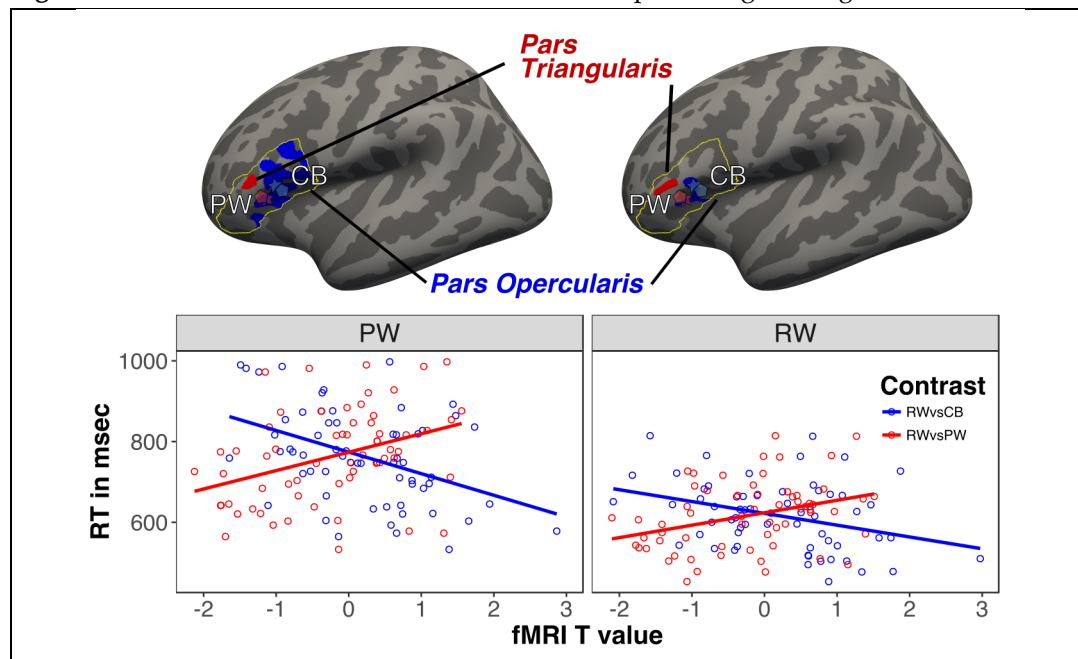 Pars
Triangularis
CB
PW
PW
CB
Pars Opercularis
PW
RW
1000
800
600
RT in msec
Contrast
RWvsCB
RWvsPW
-2 -1 0 1 2 3
-2 -1 0 1 2 3
fMRI T value